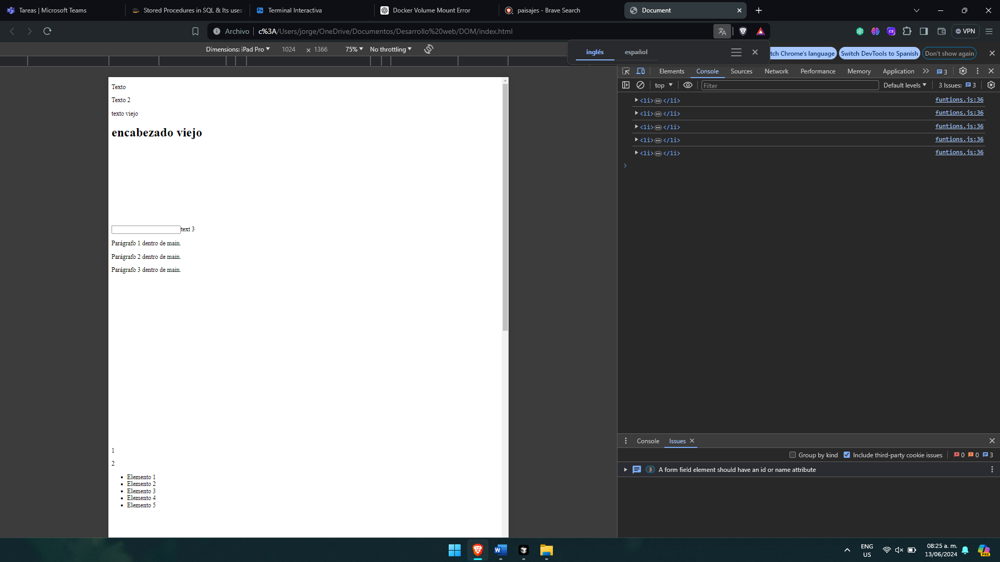 Tareas | Microsoft Teams
Stored Procedures in SQL & Its uses
Terminal Interactiva
Docker Volume Mount Error
paisajes - Brave Search
Document
Archivo
c%3A/Users/jorge/OneDrive/Documentos/Desarrollo%20web/DOM/index.html
VPN
Dimensions: iPad Pro 1024 × 1366 75% No throttling
inglés español
tch Chrome's language Switch DevTools to Spanish Don't show again
Elements Console Sources Network Performance Memory Application 3
top Filter Default levels 3 Issues: 3
Texto
Texto 2
texto viejo
encabezado viejo
text 3
Parágrafo 1 dentro de main.
Parágrafo 2 dentro de main.
Parágrafo 3 dentro de main.
1
2
• Elemento 1
• Elemento 2
• Elemento 3
• Elemento 4
• Elemento 5
<li>…</li> funtions.js:36
<li>…</li> funtions.js:36
<li>…</li> funtions.js:36
<li>…</li> funtions.js:36
<li>…</li> funtions.js:36
Console Issues
Group by kind Include third-party cookie issues 0 0 3
3 A form field element should have an id or name attribute
ENG
US
08:25 a. m.
13/06/2024
PRE